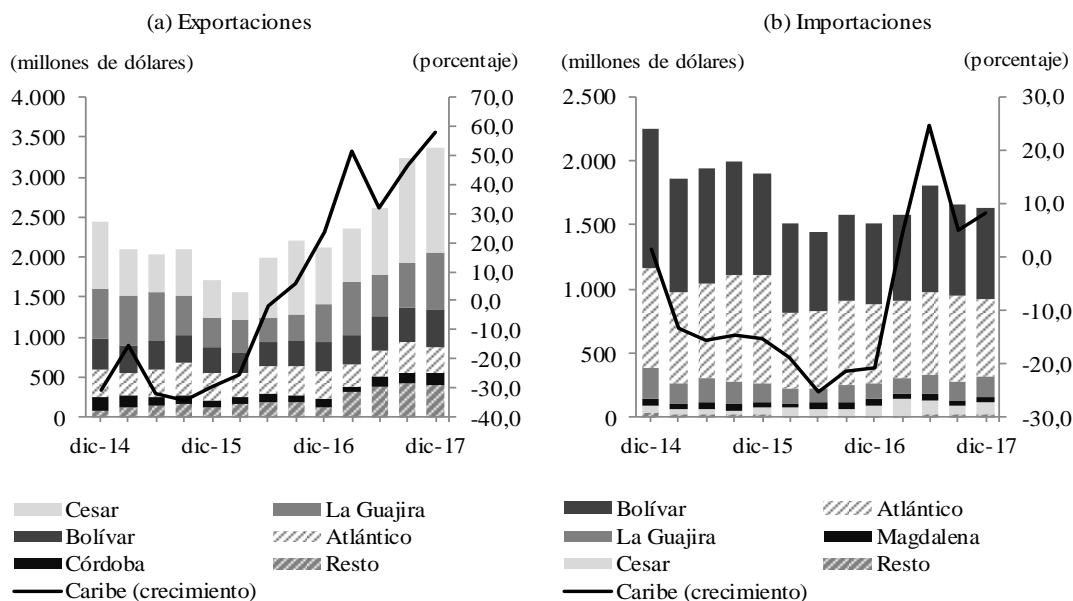 (a) Exportaciones
(millones de dólares) (porcentaje)
4.000 70,0
3.500 60,0
3.000 50,0
2.500 40,0
2.000 30,0
1.500 20,0
1.000 10,0
500 0,0
0 -10,0
-20,0
-30,0
-40,0
dic-14 dic-15 dic-16 dic-17
Cesar La Guajira
Bolívar Atlántico
Córdoba Resto
Caribe (crecimiento)
(b) Importaciones
(millones de dólares) (porcentaje)
2.500 30,0
2.000 20,0
1.500 10,0
1.000 0,0
500 -10,0
0 -20,0
-30,0
dic-14 dic-15 dic-16 dic-17
Bolívar Atlántico
La Guajira Magdalena
Cesar Resto
Caribe (crecimiento)